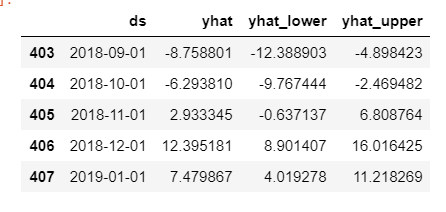 ds yhat yhat_lower yhat_upper
403 2018-09-01 -8.758801 -12.388903 -4.898423
404 2018-10-01 -6.293810 -9.767444 -2.469482
405 2018-11-01 2.933345 -0.637137 6.808764
406 2018-12-01 12.395181 8.901407 16.016425
407 2019-01-01 7.479867 4.019278 11.218269